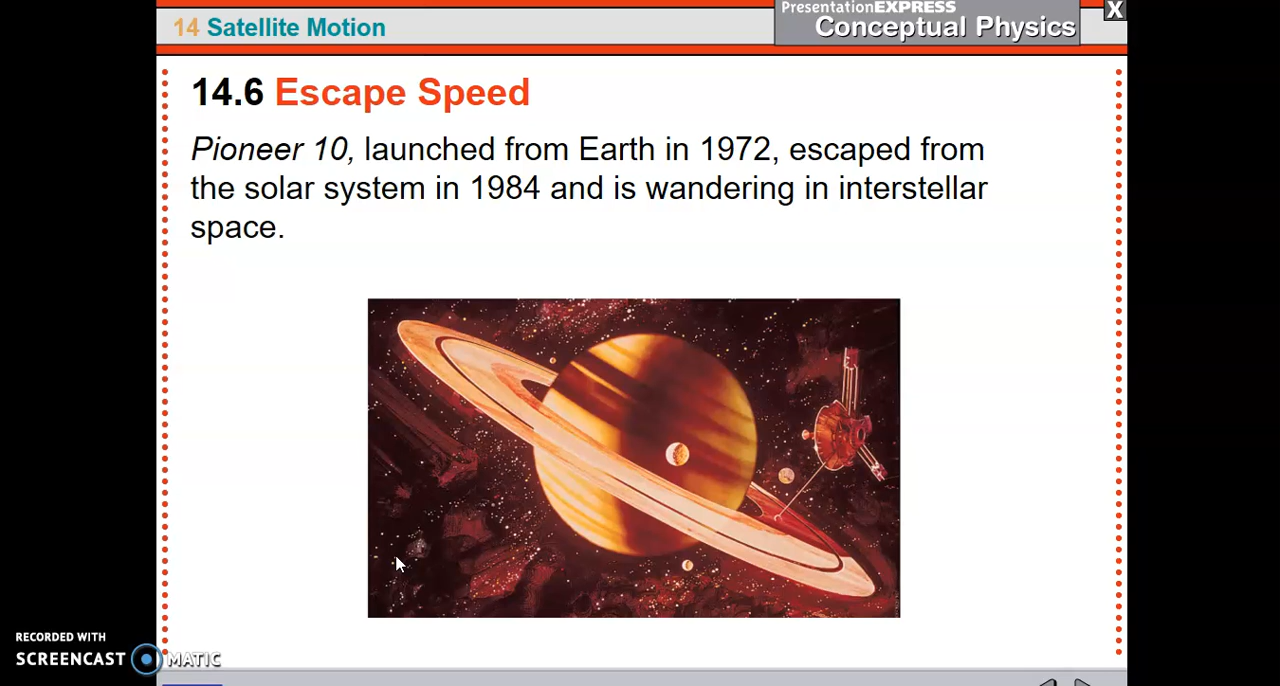 PresentationEXPRESS
14 Satellite Motion
Conceptual Physics
X
14.6 Escape Speed
Pioneer 10, launched from Earth in 1972, escaped from
the solar system in 1984 and is wandering in interstellar
space.
RECORDED WITH
SCREENCAST MATIC